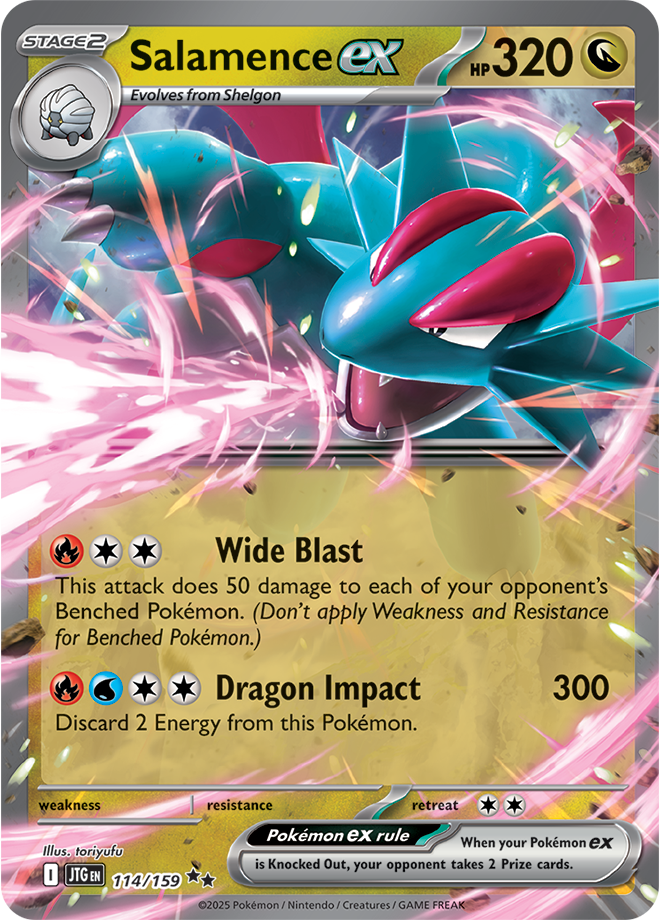 STAGE2 Salamence ex HP 320
Evolves from Shelgon
Wide Blast
This attack does 50 damage to each of your opponent's
Benched Pokémon. (Don't apply Weakness and Resistance
for Benched Pokémon.)
Dragon Impact 300
Discard 2 Energy from this Pokémon.
weakness resistance retreat
Illus. toriyufu
Pokémon ex rule When your Pokémon ex
is Knocked Out, your opponent takes 2 Prize cards.
I JTG EN 114/159
©2025 Pokémon / Nintendo / Creatures / GAME FREAK